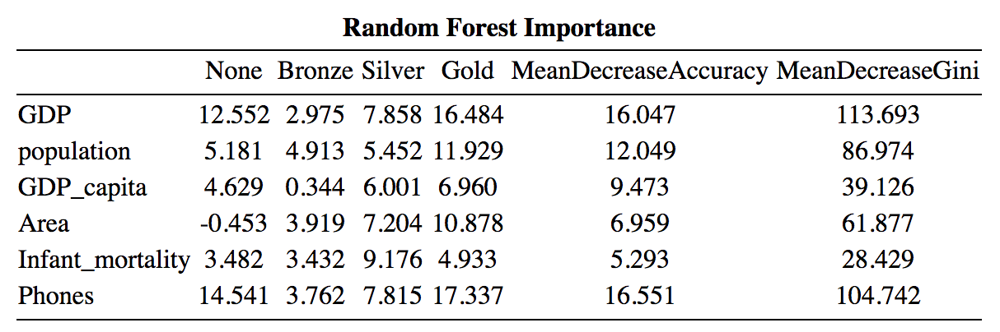 Random Forest Importance
None Bronze Silver Gold MeanDecreaseAccuracy MeanDecreaseGini
GDP 12.552 2.975 7.858 16.484 16.047 113.693
population 5.181 4.913 5.452 11.929 12.049 86.974
GDP_capita 4.629 0.344 6.001 6.960 9.473 39.126
Area -0.453 3.919 7.204 10.878 6.959 61.877
Infant_mortality 3.482 3.432 9.176 4.933 5.293 28.429
Phones 14.541 3.762 7.815 17.337 16.551 104.742